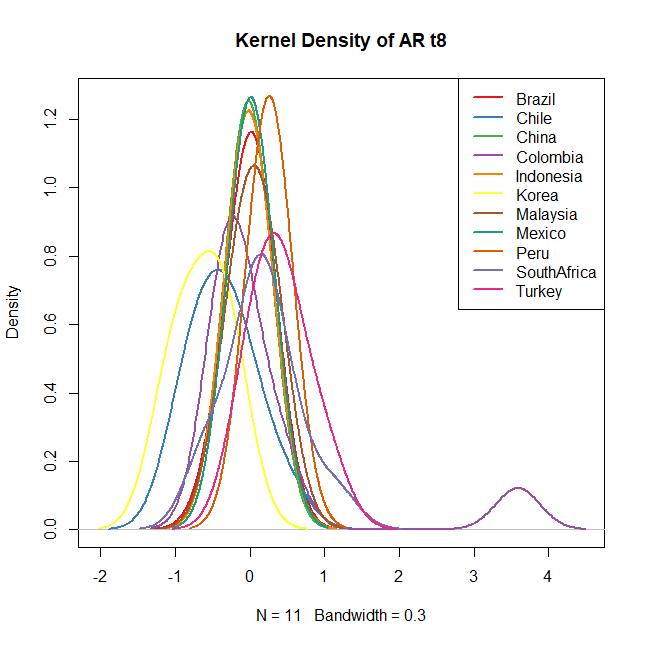 Kernel Density of AR t8
Brazil
Chile
China
Colombia
Indonesia
Korea
Malaysia
Mexico
Peru
SouthAfrica
Turkey
Density
0.0 0.2 0.4 0.6 0.8 1.0 1.2
-2 -1 0 1 2 3 4
N = 11 Bandwidth = 0.3